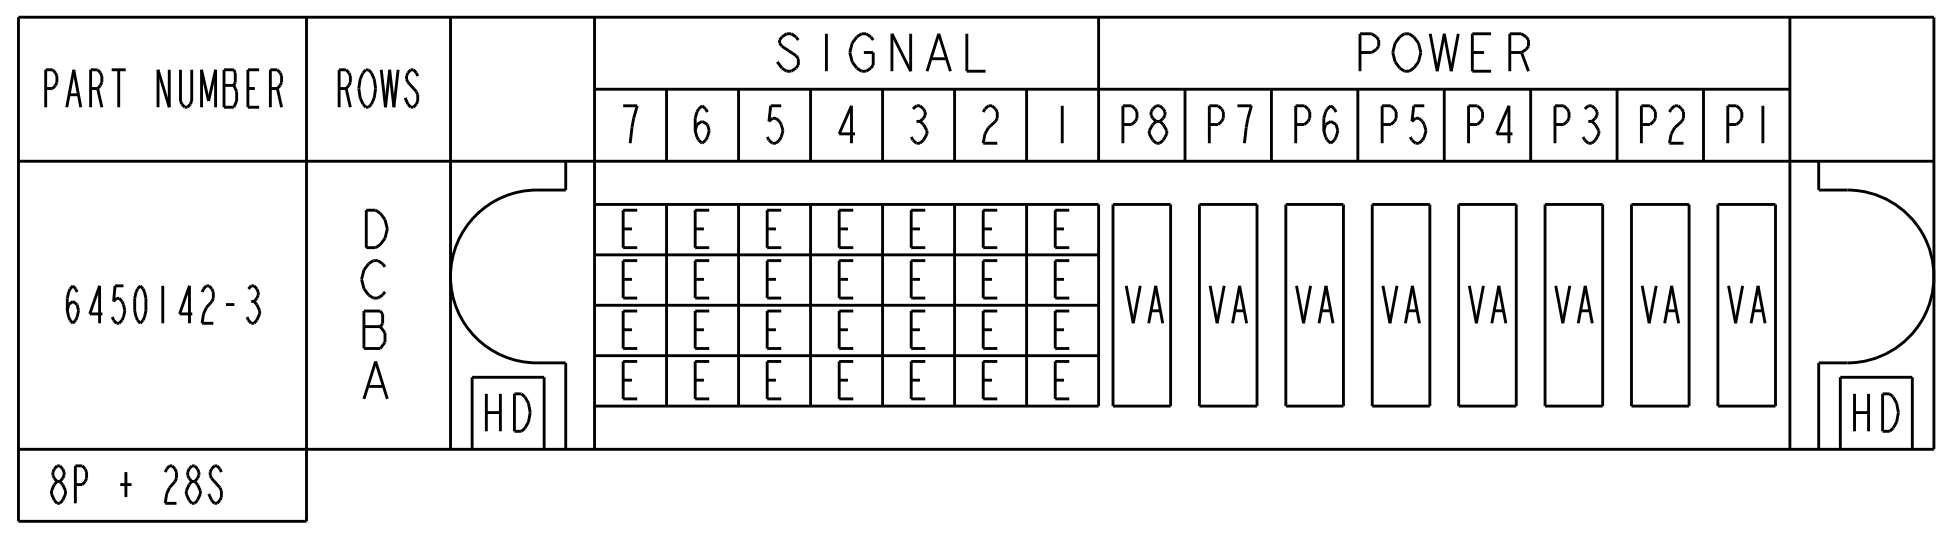 PART NUMBER ROWS SIGNAL POWER
7 6 5 4 3 2 1 P8 P7 P6 P5 P4 P3 P2 P1
D E E E E E E E
C E E E E E E E
6450142-3 VA VA VA VA VA VA VA VA
B E E E E E E E
A E E E E E E E
HD HD
8P + 28S